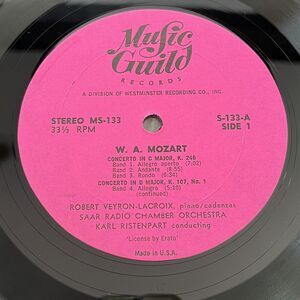 Music
Guild
RECORDS
A DIVISION OF WESTMINSTER RECORDING CO., INC.
STEREO MS-133
S-133-A
33⅓ RPM
SIDE 1
W. A. MOZART
CONCERTO IN C MAJOR, K. 246
Band 1. Allegro aperto (7:02)
Band 2. Andante (8:55)
Band 3. Rondo (6:54)
CONCERTO IN D MAJOR, K. 107, No. 1
Band 4. Allegro (5:10)
(continued)
ROBERT VEYRON-LACROIX, piano/cadenzas
SAAR RADIO CHAMBER ORCHESTRA
KARL RISTENPART conducting
'License by Erato'
Made in U.S.A.